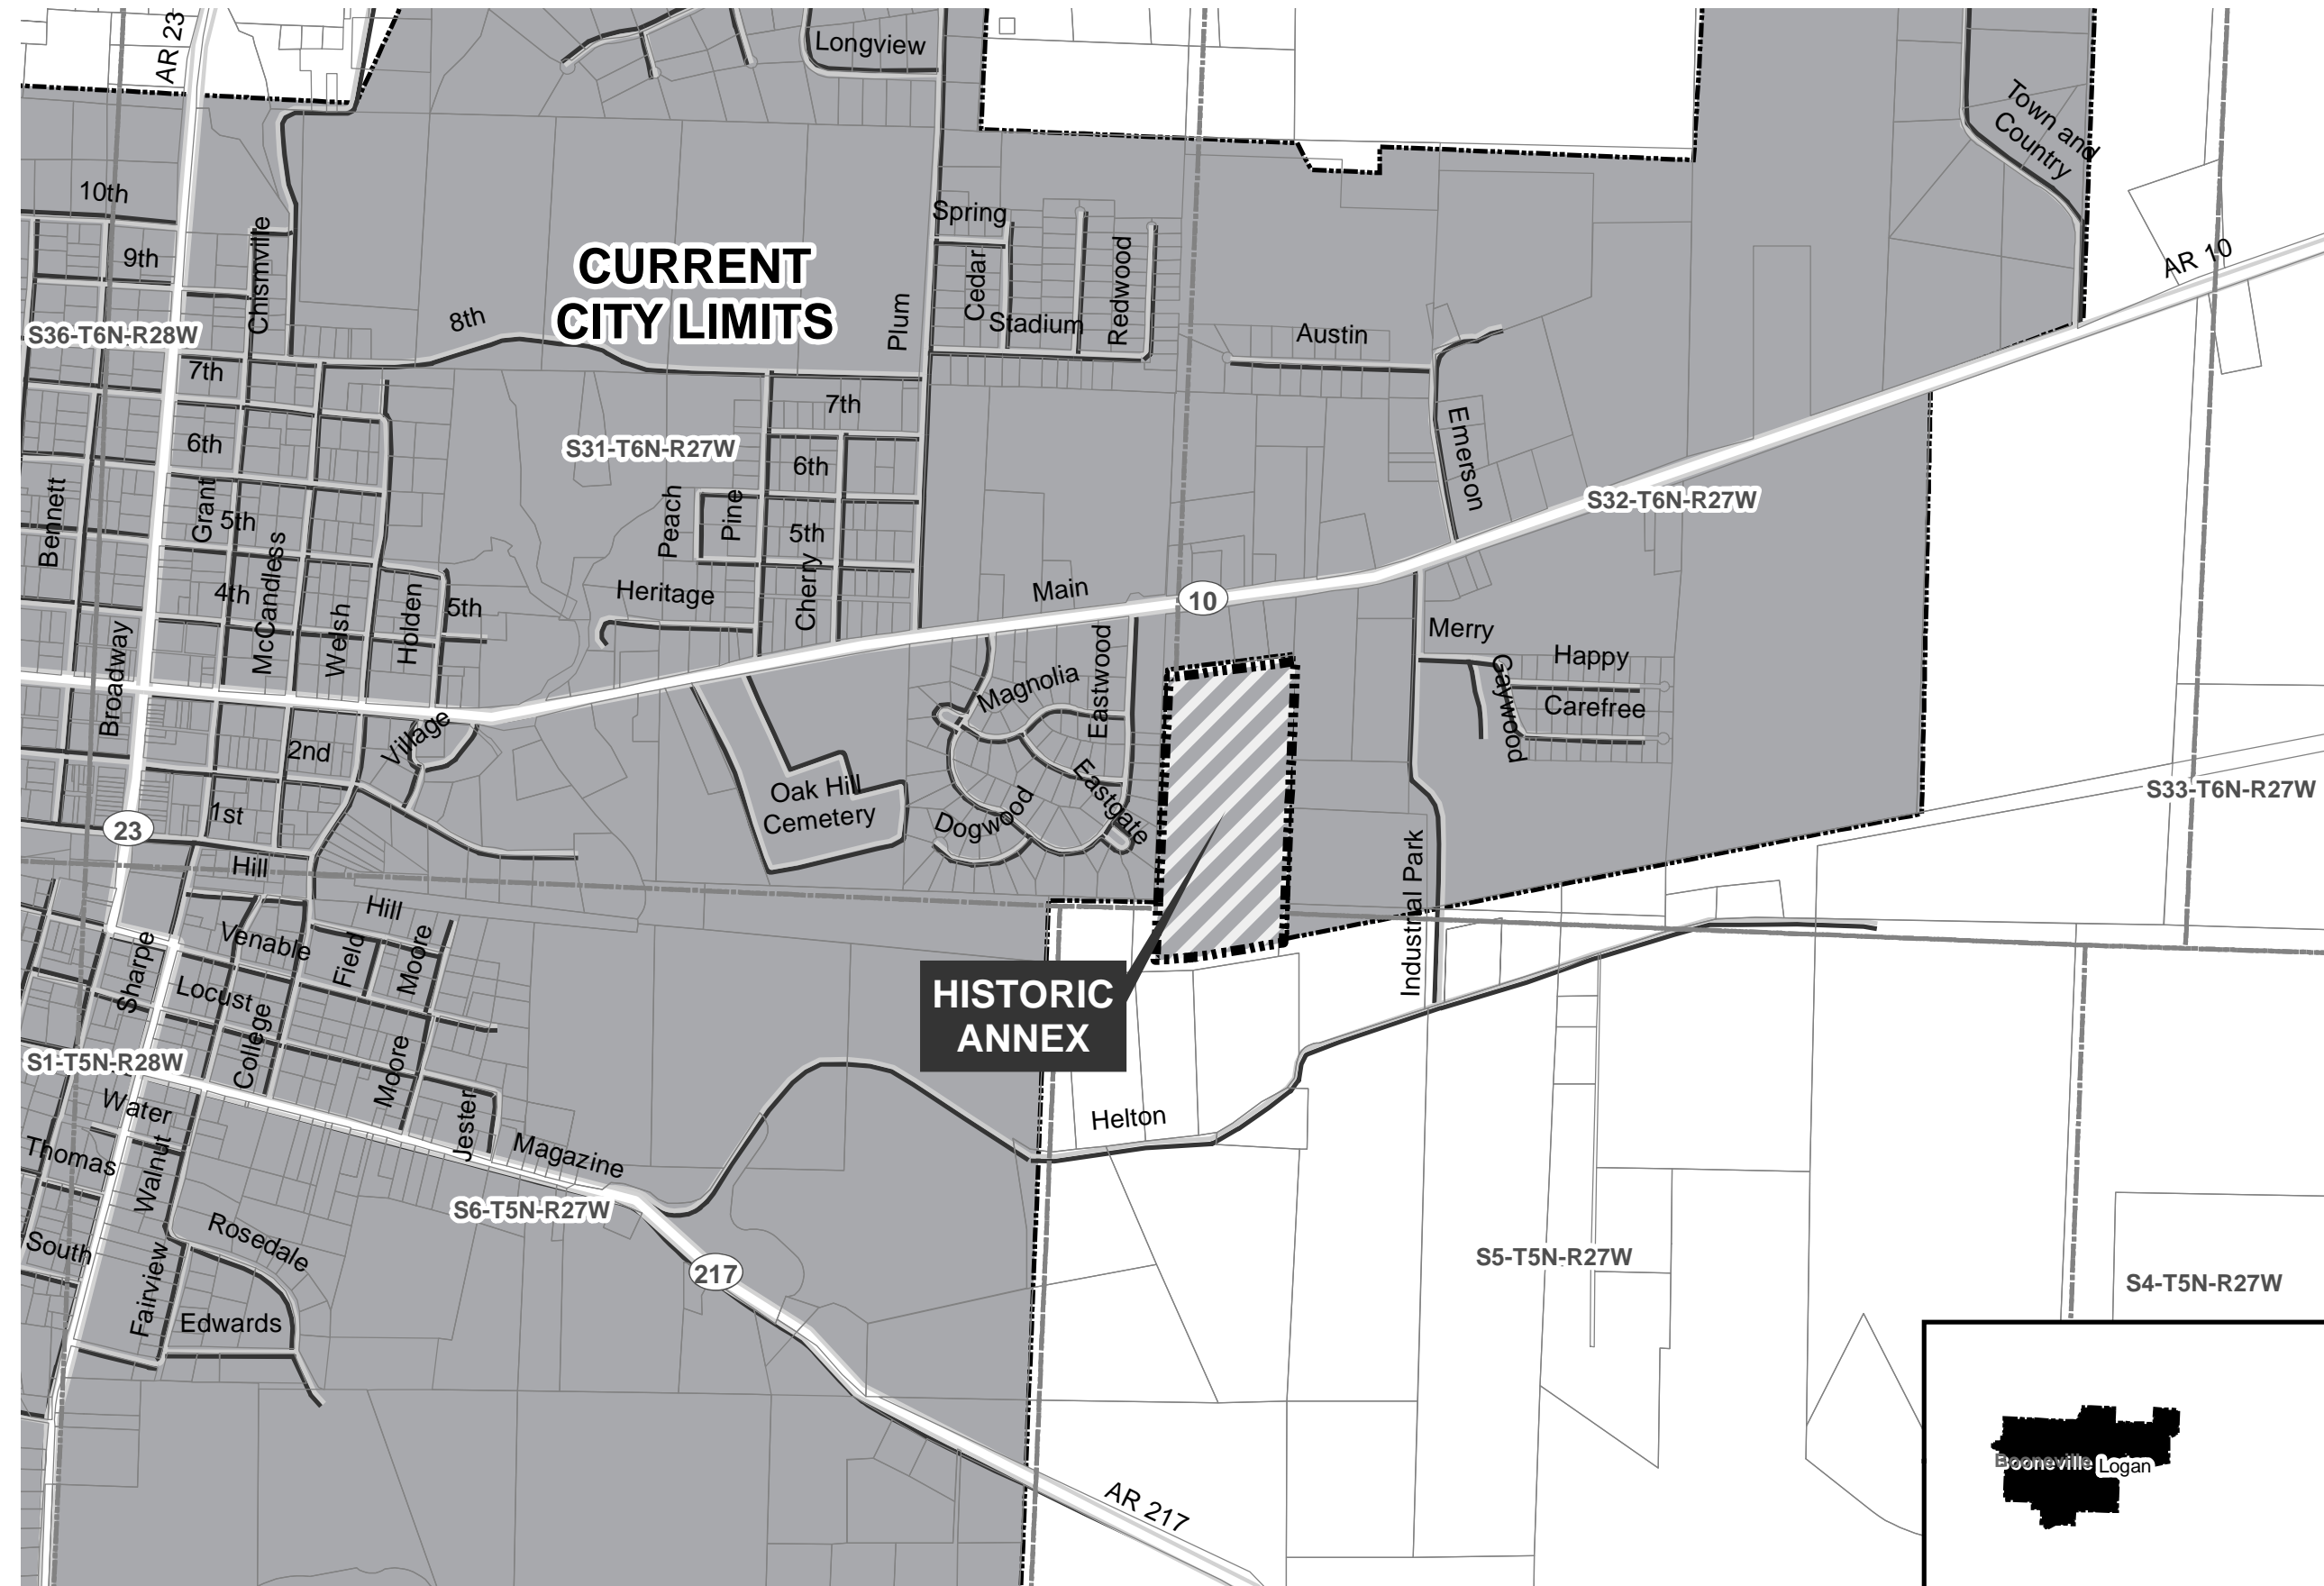 AR 23
Longview
Town and
Country
10th
Spring
9th
Chismville
CURRENT
CITY LIMITS
Cedar
Redwood
AR 10
S36-T6N-R28W
8th
Plum
Stadium
Austin
7th
7th
6th
S31-T6N-R27W
6th
Emerson
Bennett
Grant
5th
Peach
Pine
5th
S32-T6N-R27W
McCandless
4th
Welsh
Holden
5th
Heritage
Cherry
Main
10
Merry
Happy
Gaywood
Carefree
Broadway
Magnolia
Eastwood
2nd
Village
Oak Hill
Cemetery
Dogwood
Eastgate
S33-T6N-R27W
23
1st
Hill
Industrial Park
Hill
Venable
Field
Moore
Sharpe
Locust
College
HISTORIC
ANNEX
S1-T5N-R28W
Moore
Water
Jester
Helton
Thomas
Walnut
Magazine
S6-T5N-R27W
South
Rosedale
Fairview
217
S5-T5N-R27W
S4-T5N-R27W
Edwards
AR 217
Booneville
Logan